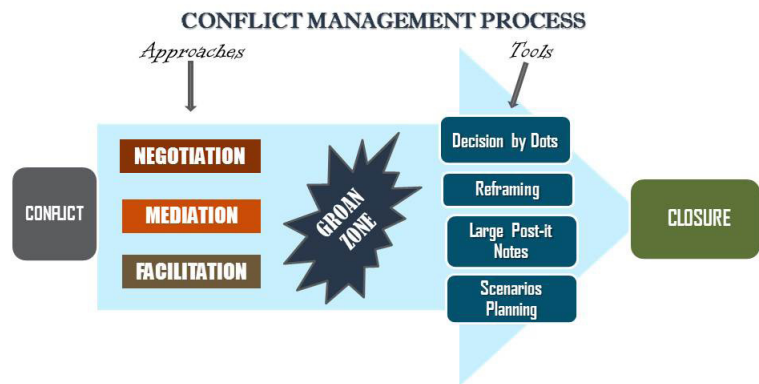 CONFLICT MANAGEMENT PROCESS
Approaches
Tools
CONFLICT
NEGOTIATION
MEDIATION
FACILITATION
GROAN
ZONE
Decision by Dots
Reframing
Large Post-it
Notes
Scenarios
Planning
CLOSURE